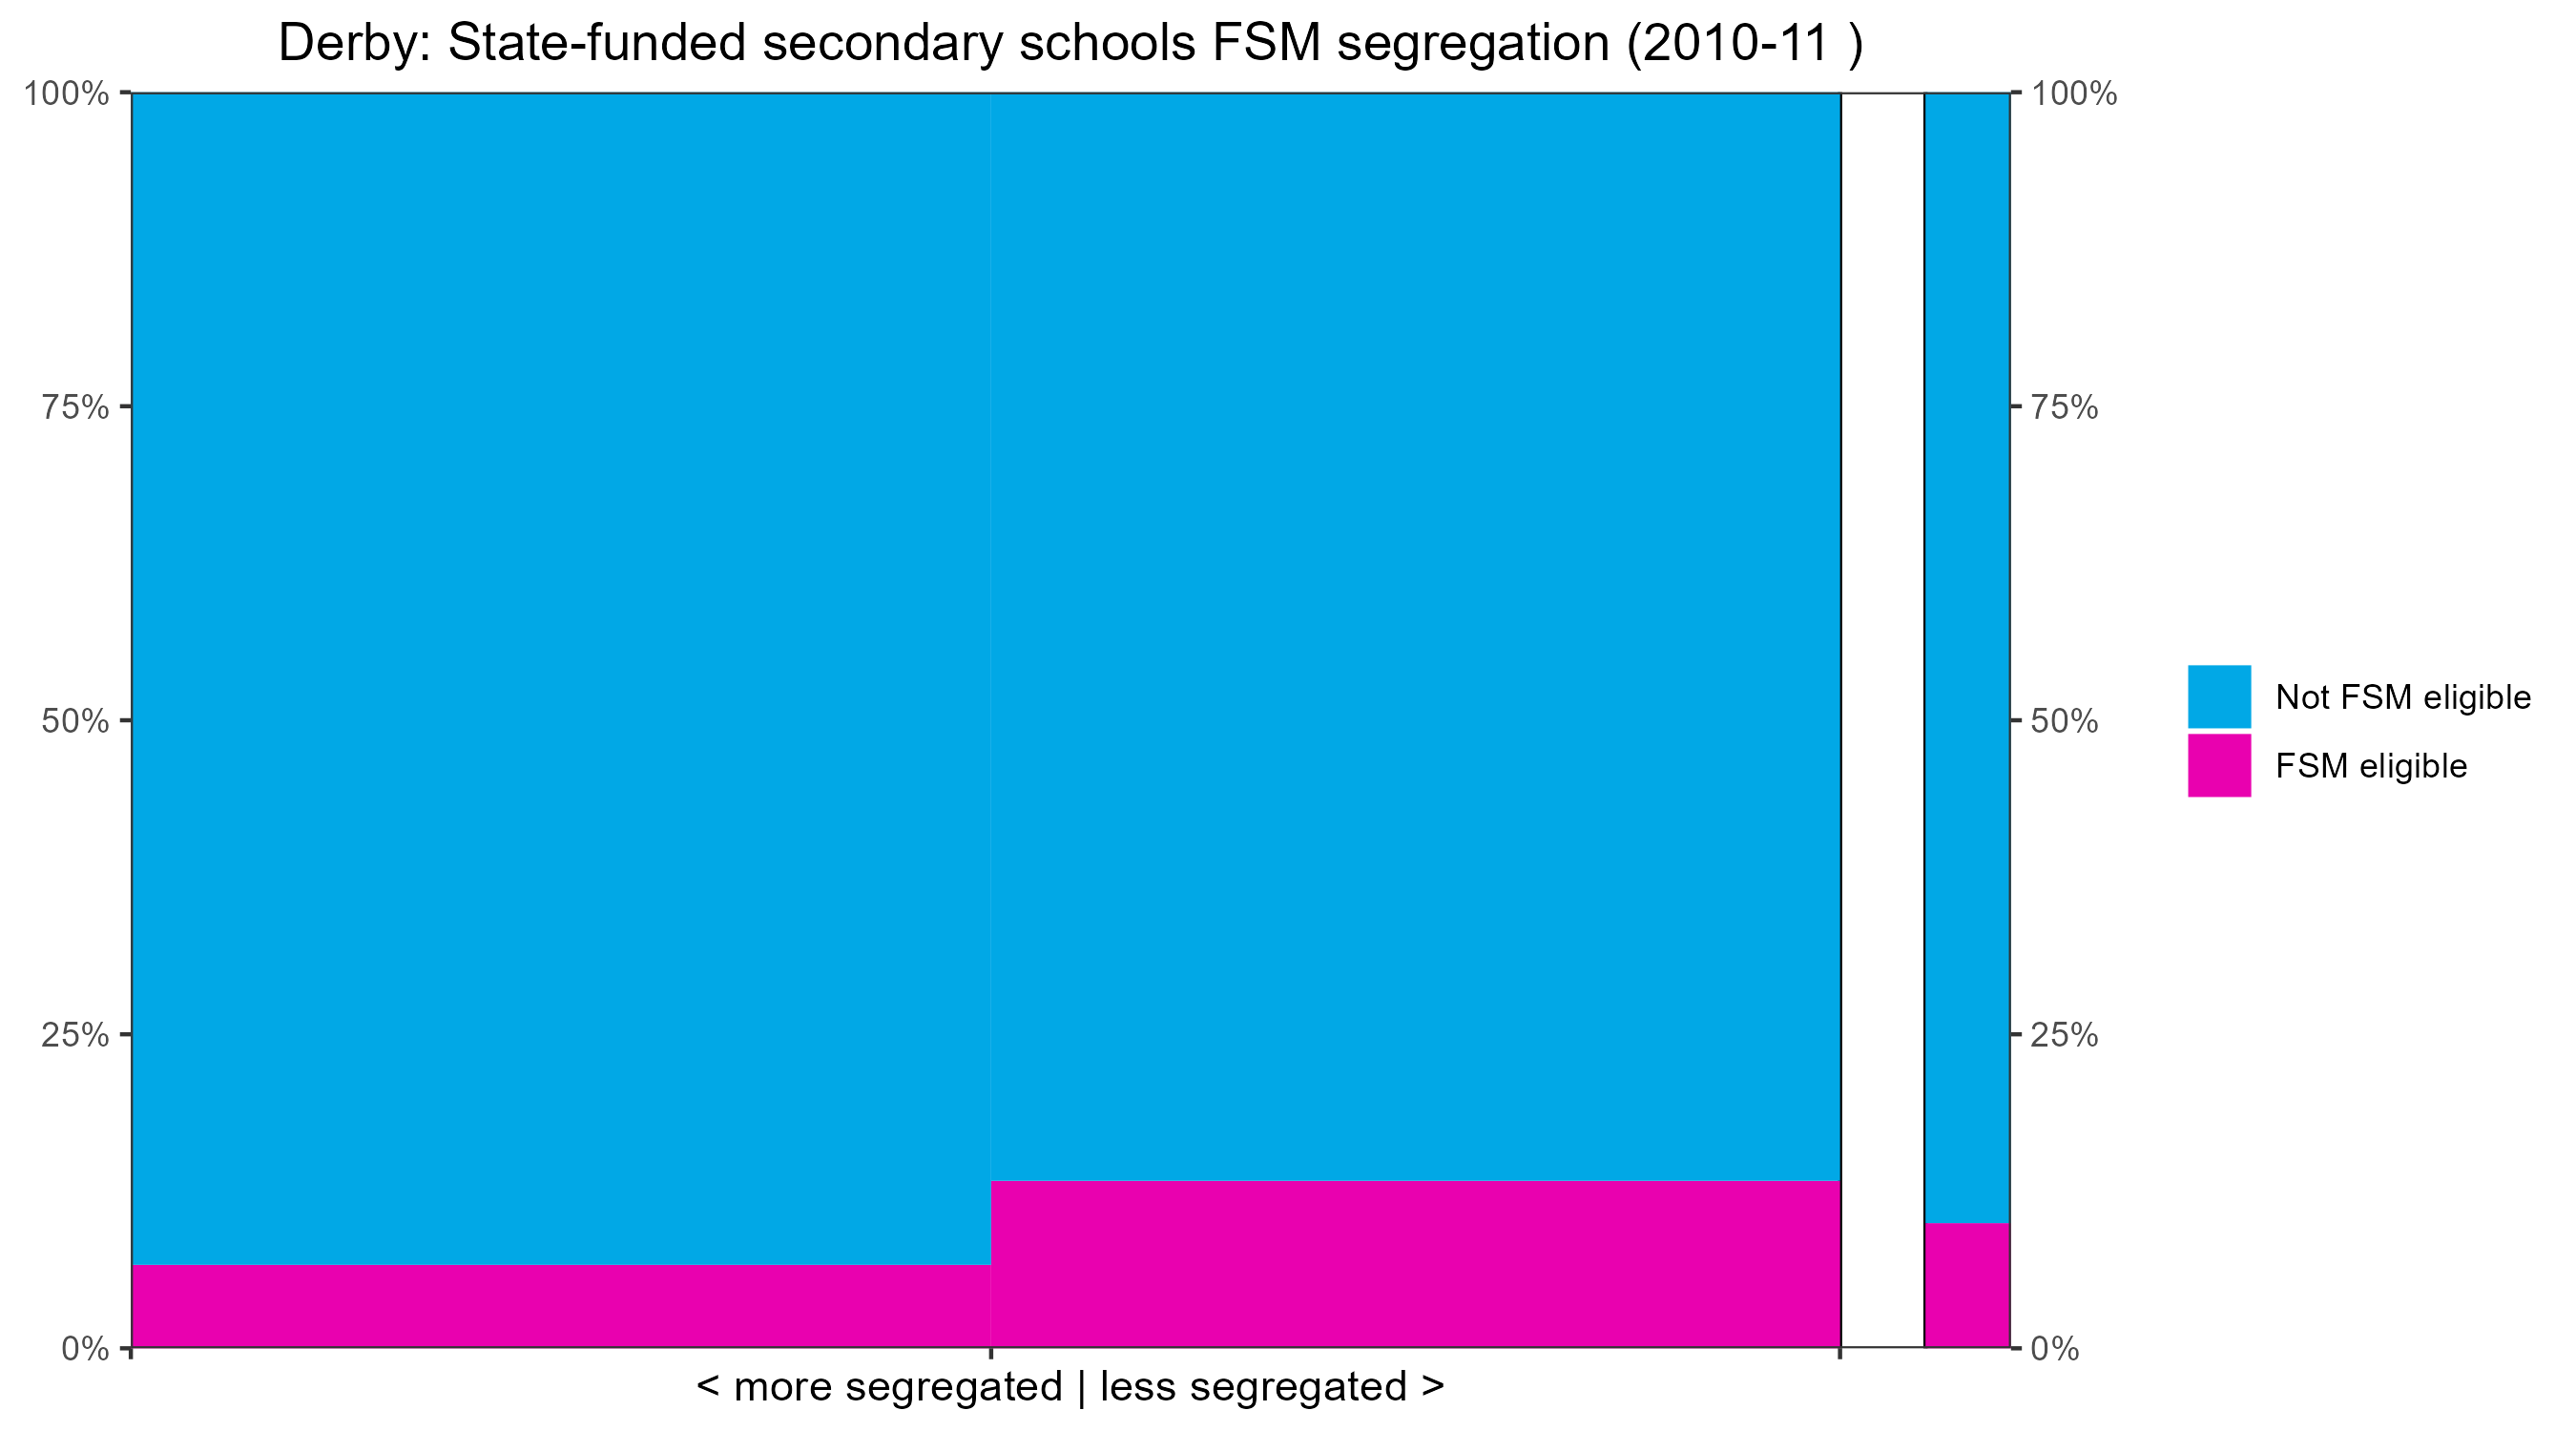 Derby: State-funded secondary schools FSM segregation (2010-11 )
100%
75%
50%
25%
0%
100%
75%
50%
25%
0%
Not FSM eligible
FSM eligible
< more segregated | less segregated >